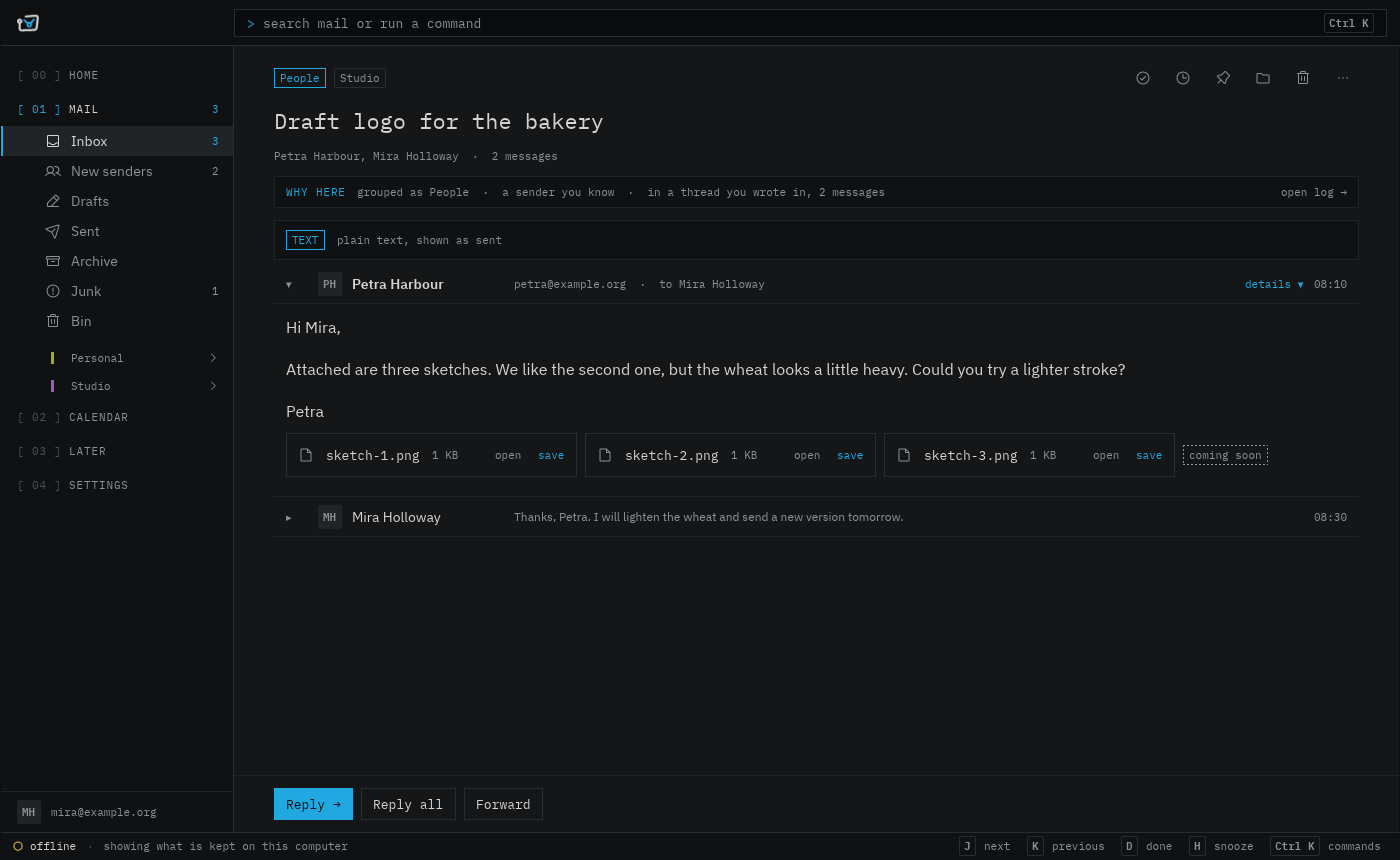 > search mail or run a command Ctrl K
[ 00 ] HOME
[ 01 ] MAIL 3
Inbox 3
New senders 2
Drafts
Sent
Archive
Junk 1
Bin
Personal
Studio
[ 02 ] CALENDAR
[ 03 ] LATER
[ 04 ] SETTINGS
MH mira@example.org
People Studio
Draft logo for the bakery
Petra Harbour, Mira Holloway · 2 messages
WHY HERE grouped as People · a sender you know · in a thread you wrote in, 2 messages open log →
TEXT plain text, shown as sent
▾ PH Petra Harbour petra@example.org · to Mira Holloway details ▾ 08:10
Hi Mira,
Attached are three sketches. We like the second one, but the wheat looks a little heavy. Could you try a lighter stroke?
Petra
sketch-1.png 1 KB open save sketch-2.png 1 KB open save sketch-3.png 1 KB open save coming soon
▸ MH Mira Holloway Thanks, Petra. I will lighten the wheat and send a new version tomorrow. 08:30
Reply → Reply all Forward
offline · showing what is kept on this computer J next K previous D done H snooze Ctrl K commands